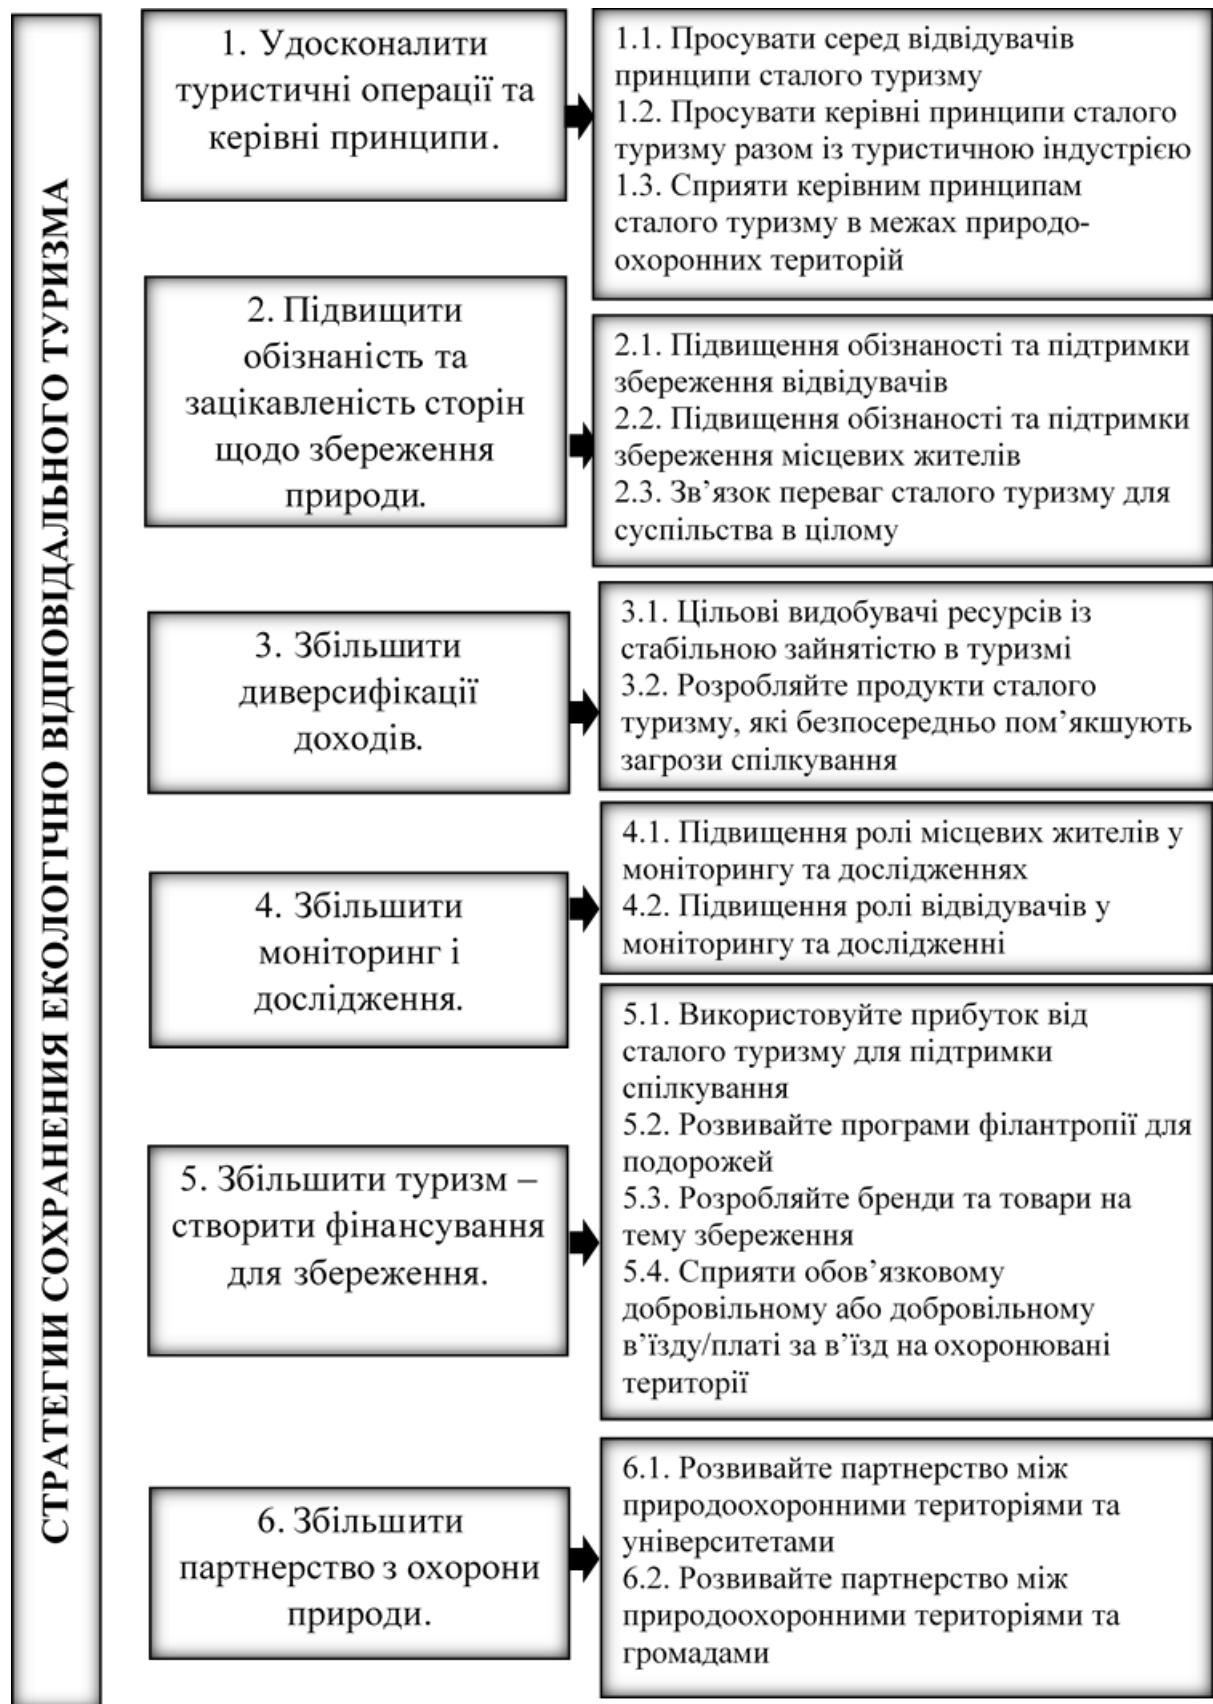 СТРАТЕГИИ СОХРАНЕНИЯ ЕКОЛОГІЧНО ВІДПОВІДАЛЬНОГО ТУРИЗМА
1. Удосконалити
туристичні операції та
керівні принципи.
1.1. Просувати серед відвідувачів
принципи сталого туризму
1.2. Просувати керівні принципи сталого
туризму разом із туристичною індустрією
1.3. Сприяти керівним принципам
сталого туризму в межах природо-
охоронних територій
2. Підвищити
обізнаність та
зацікавленість сторін
щодо збереження
природи.
2.1. Підвищення обізнаності та підтримки
збереження відвідувачів
2.2. Підвищення обізнаності та підтримки
збереження місцевих жителів
2.3. Зв’язок переваг сталого туризму для
суспільства в цілому
3. Збільшити
диверсифікації
доходів.
3.1. Цільові видобувачі ресурсів із
стабільною зайнятістю в туризмі
3.2. Розробляйте продукти сталого
туризму, які безпосередньо пом’якшують
загрози спілкування
4. Збільшити
моніторинг і
дослідження.
4.1. Підвищення ролі місцевих жителів у
моніторингу та дослідженнях
4.2. Підвищення ролі відвідувачів у
моніторингу та дослідженні
5. Збільшити туризм –
створити фінансування
для збереження.
5.1. Використовуйте прибуток від
сталого туризму для підтримки
спілкування
5.2. Розвивайте програми філантропії для
подорожей
5.3. Розробляйте бренди та товари на
тему збереження
5.4. Сприяти обов’язковому
добровільному або добровільному
в’їзду/платі за в’їзд на охоронювані
території
6. Збільшити
партнерство з охорони
природи.
6.1. Розвивайте партнерство між
природоохоронними територіями та
університетами
6.2. Розвивайте партнерство між
природоохоронними територіями та
громадами